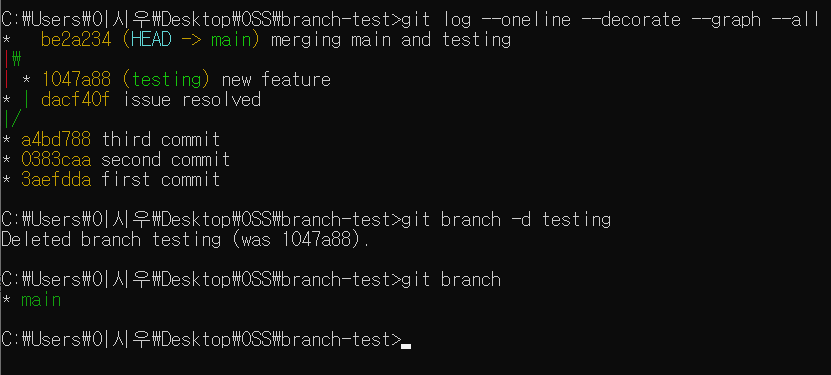 C:₩Users₩이시우₩Desktop₩OSS₩branch-test>git log --oneline --decorate --graph --all
*   be2a234 (HEAD -> main) merging main and testing
|₩
| * 1047a88 (testing) new feature
* | dacf40f issue resolved
|/
* a4bd788 third commit
* 0383caa second commit
* 3aefdda first commit
C:₩Users₩이시우₩Desktop₩OSS₩branch-test>git branch -d testing
Deleted branch testing (was 1047a88).
C:₩Users₩이시우₩Desktop₩OSS₩branch-test>git branch
* main
C:₩Users₩이시우₩Desktop₩OSS₩branch-test>